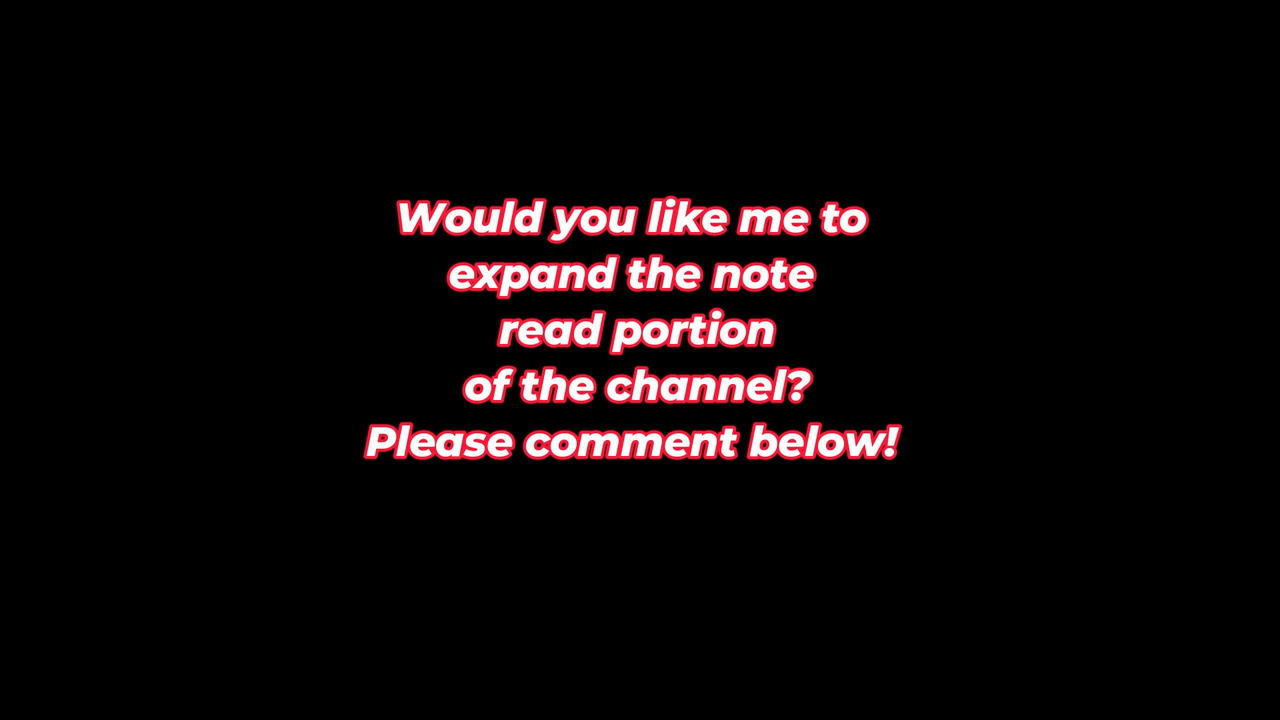 Would you like me to
expand the note
read portion
of the channel?
Please comment below!